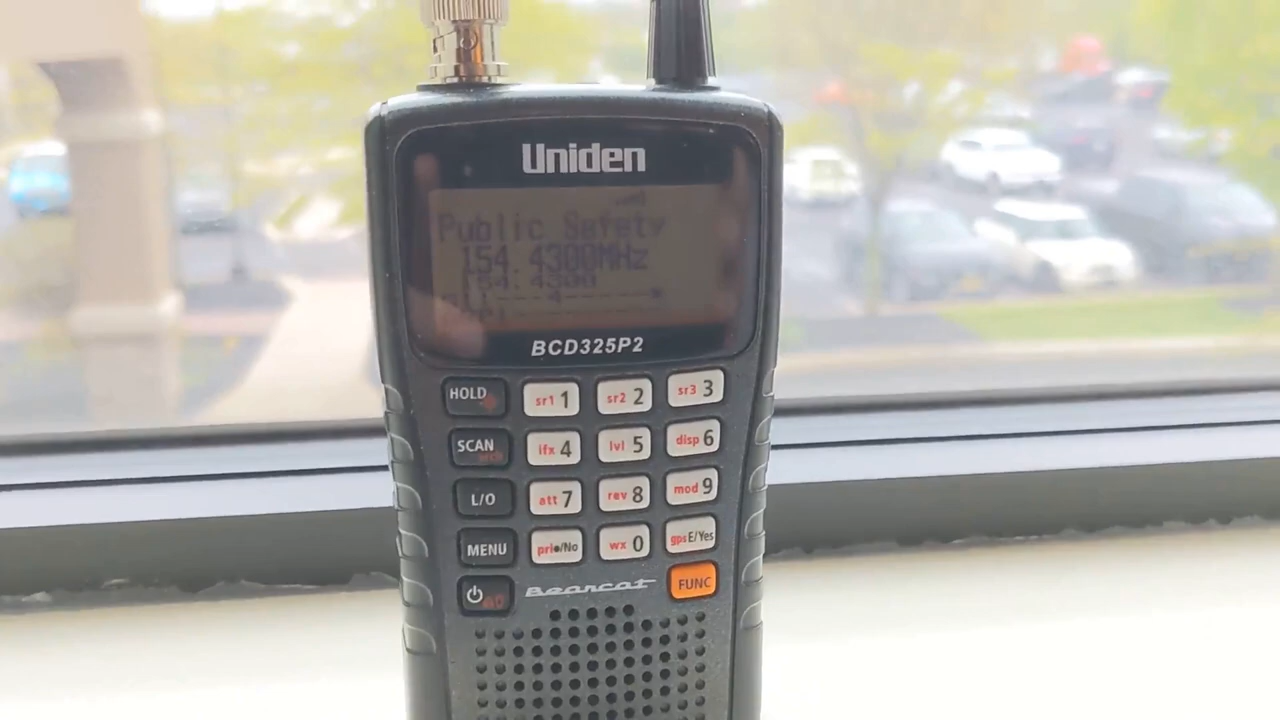 Uniden
Public Safety
154.4300MHz
154.4300
BCD325P2
HOLD sr1 1 sr2 2 sr3 3
SCAN srch ifx 4 lvl 5 disp 6
L/O att 7 rev 8 mod 9
MENU pri•/No wx 0 gps E/Yes
Bearcat FUNC